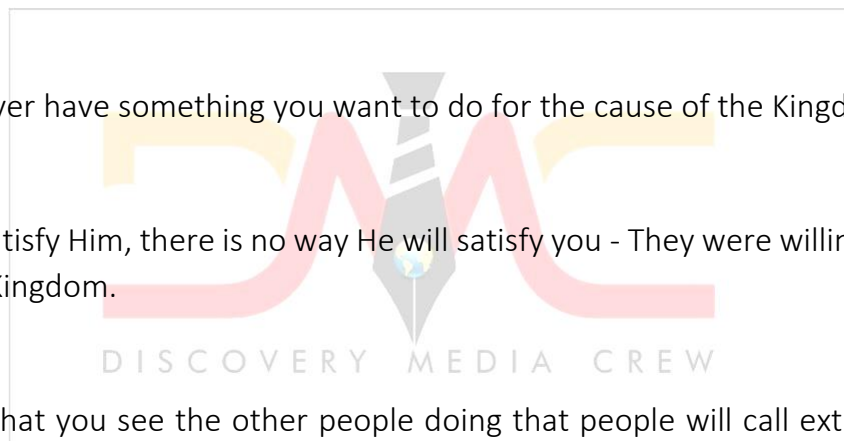 ver have something you want to do for the cause of the Kingd
tisfy Him, there is no way He will satisfy you - They were willin
Kingdom.
DISCOVERY MEDIA CREW
hat you see the other people doing that people will call ext